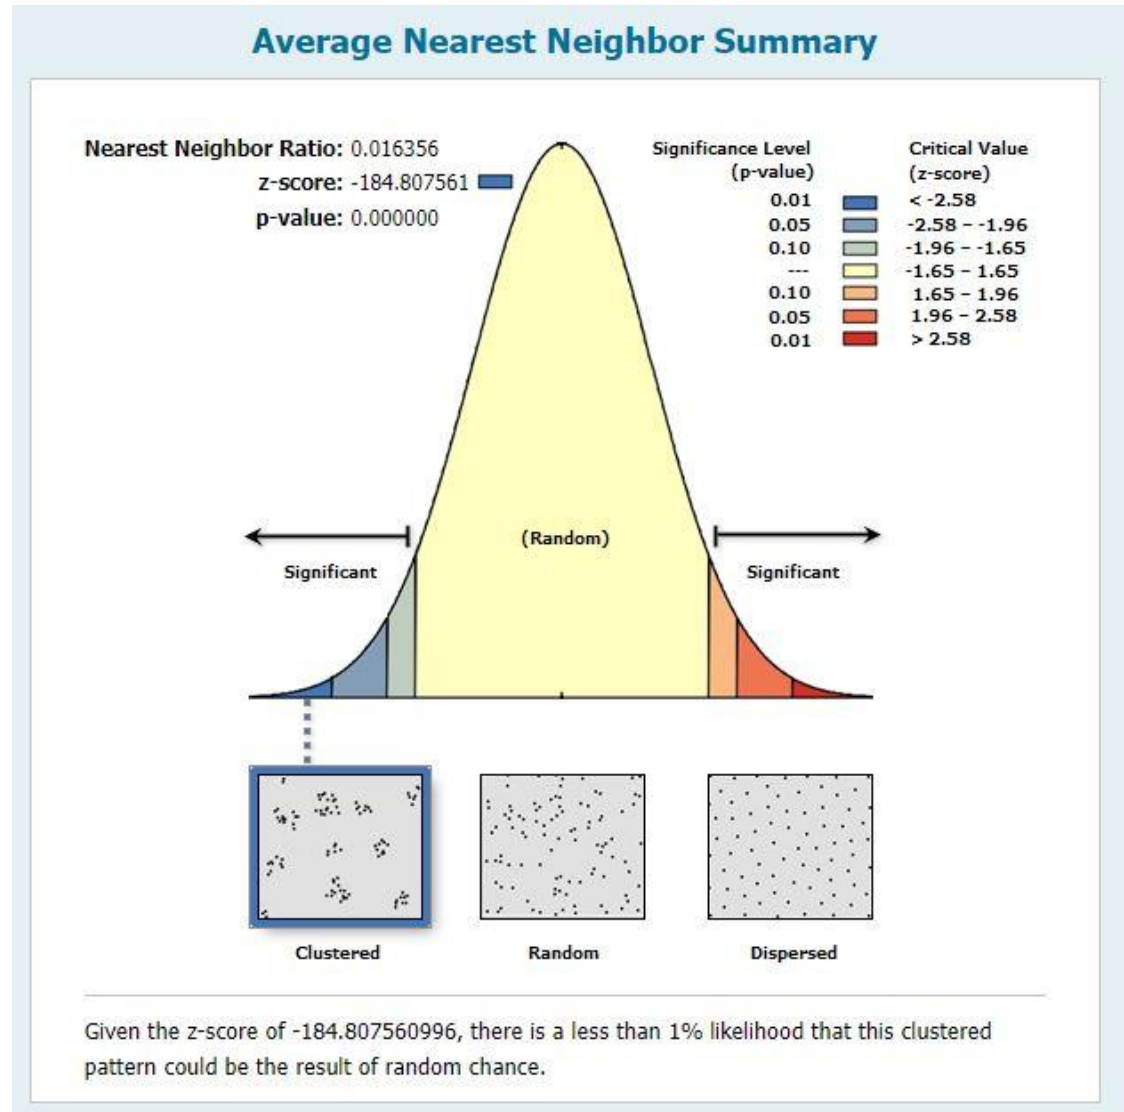 Average Nearest Neighbor Summary
Nearest Neighbor Ratio: 0.016356
z-score: -184.807561
p-value: 0.000000
Significance Level Critical Value
(p-value) (z-score)
0.01 < -2.58
0.05 -2.58 – -1.96
0.10 -1.96 – -1.65
--- -1.65 – 1.65
0.10 1.65 – 1.96
0.05 1.96 – 2.58
0.01 > 2.58
(Random)
Significant Significant
Clustered Random Dispersed
Given the z-score of -184.807560996, there is a less than 1% likelihood that this clustered
pattern could be the result of random chance.